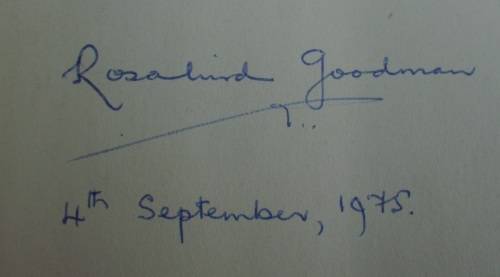 Rosalind Goodman
4th September, 1975.